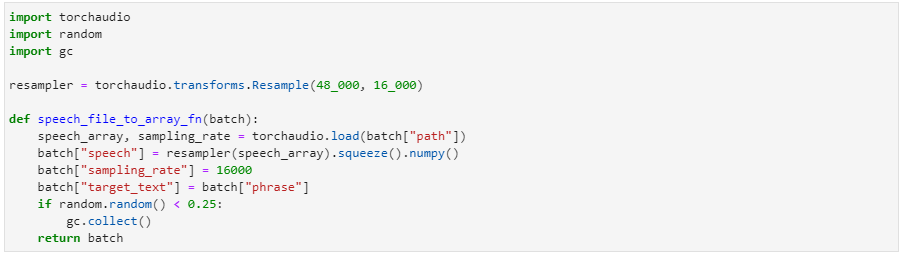 import torchaudio
import random
import gc

resampler = torchaudio.transforms.Resample(48_000, 16_000)

def speech_file_to_array_fn(batch):
    speech_array, sampling_rate = torchaudio.load(batch["path"])
    batch["speech"] = resampler(speech_array).squeeze().numpy()
    batch["sampling_rate"] = 16000
    batch["target_text"] = batch["phrase"]
    if random.random() < 0.25:
        gc.collect()
    return batch